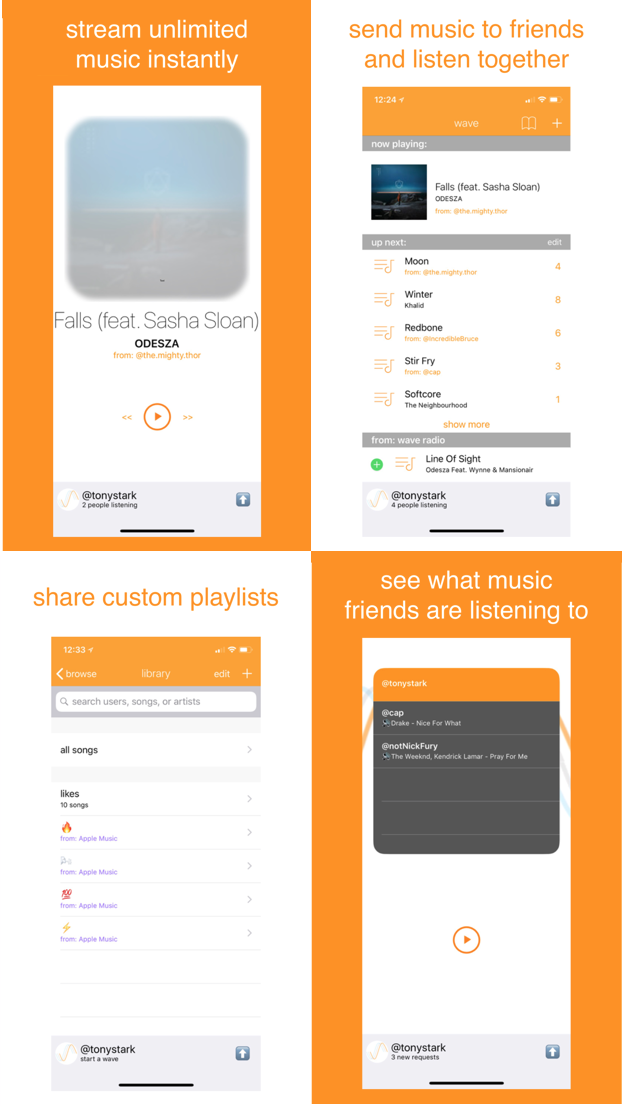 stream unlimited
music instantly
Falls (feat. Sasha Sloan)
ODESZA
from: @the.mighty.thor
<< >>
@tonystark
2 people listening
send music to friends
and listen together
12:24
wave
now playing:
Falls (feat. Sasha Sloan)
ODESZA
from: @the.mighty.thor
up next: edit
Moon
from: @the.mighty.thor
4
Winter
Khalid
8
Redbone
from: @IncredibleBruce
6
Stir Fry
from: @cap
3
Softcore
The Neighbourhood
1
show more
from: wave radio
Line Of Sight
Odesza Feat. Wynne & Mansionair
@tonystark
4 people listening
share custom playlists
12:33
browse library edit +
search users, songs, or artists
all songs
likes
10 songs
🔥
from: Apple Music
🌬
from: Apple Music
💯
from: Apple Music
⚡
from: Apple Music
@tonystark
start a wave
see what music
friends are listening to
@tonystark
@cap
Drake - Nice For What
@notNickFury
The Weeknd, Kendrick Lamar - Pray For Me
@tonystark
3 new requests